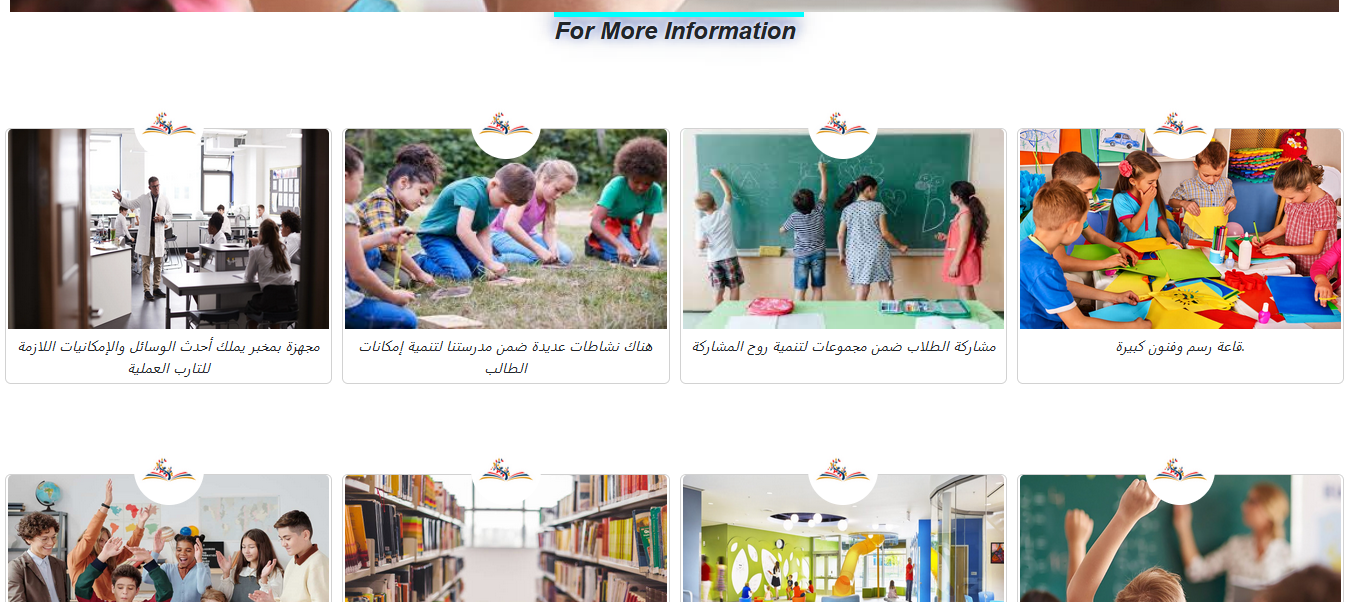 For More Information
مجهزة بمخبر يملك أحدث الوسائل والإمكانيات اللازمة
للتارب العملية
هناك نشاطات عديدة ضمن مدرستنا لتنمية إمكانات
الطالب
مشاركة الطلاب ضمن مجموعات لتنمية روح المشاركة
قاعة رسم وفنون كبيرة.